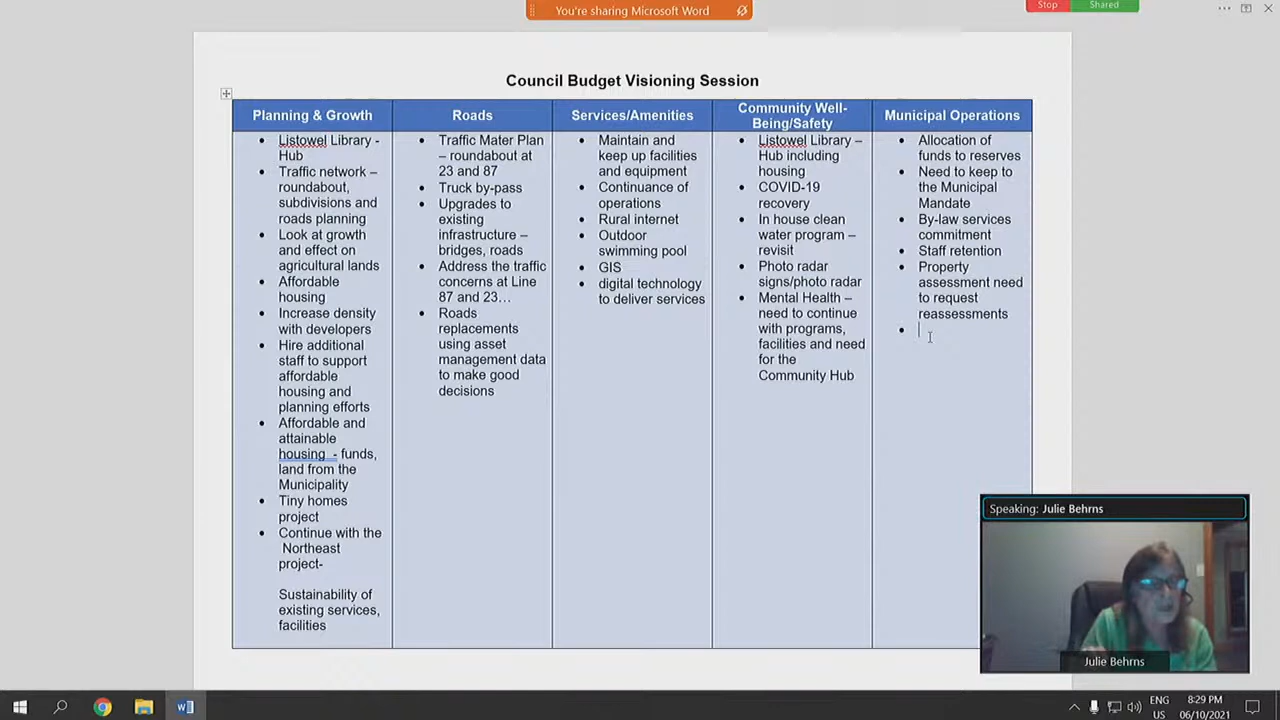 You're sharing Microsoft Word
Stop
Shared
Council Budget Visioning Session
Planning & Growth
Roads
Services/Amenities
Community Well-
Being/Safety
Municipal Operations
Listowel Library -
Hub
Traffic network –
roundabout,
subdivisions and
roads planning
Look at growth
and effect on
agricultural lands
Affordable
housing
Increase density
with developers
Hire additional
staff to support
affordable
housing and
planning efforts
Affordable and
attainable
housing - funds,
land from the
Municipality
Tiny homes
project
Continue with the
Northeast
project-
Sustainability of
existing services,
facilities
Traffic Mater Plan
– roundabout at
23 and 87
Truck by-pass
Upgrades to
existing
infrastructure –
bridges, roads
Address the traffic
concerns at Line
87 and 23…
Roads
replacements
using asset
management data
to make good
decisions
Maintain and
keep up facilities
and equipment
Continuance of
operations
Rural internet
Outdoor
swimming pool
GIS
digital technology
to deliver services
Listowel Library –
Hub including
housing
COVID-19
recovery
In house clean
water program –
revisit
Photo radar
signs/photo radar
Mental Health –
need to continue
with programs,
facilities and need
for the
Community Hub
Allocation of
funds to reserves
Need to keep to
the Municipal
Mandate
By-law services
commitment
Staff retention
Property
assessment need
to request
reassessments
Speaking: Julie Behrns
Julie Behrns
ENG
US
8:29 PM
06/10/2021